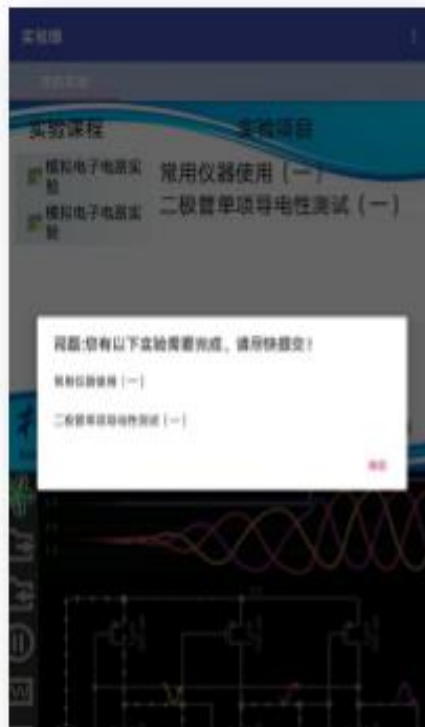 实验课程
实验项目
模拟电子电路实
验
常用仪器使用（一）
模拟电子电路实
验
二极管单项导电性测试（一）
问题:您有以下实验需要完成，请尽快提交！
常用仪器使用（一）
二极管单项导电性测试（一）